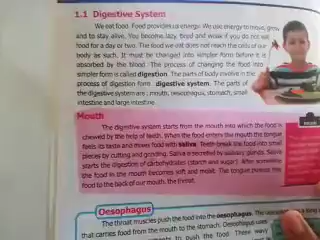 1.1 Digestive System
We eat food. Food provides us energy. We use energy to move, grow
and to stay alive. You become lazy, tired and weak if you do not eat
food for a day or two. The food we eat does not reach the cells of our
body as such. It must be changed into simpler form before it is
absorbed by the blood. The process of changing the food into
simpler form is called digestion. The parts of body involve in the
process of digestion form digestive system. The parts of
the digestive system are : mouth, oesophagus, stomach, small
intestine and large intestine.
Mouth
The digestive system starts from the mouth into which the food is
chewed by the help of teeth. When the food enters the mouth the tongue
feels its taste and mixes food with saliva. Teeth break the food into small
pieces by cutting and grinding. Saliva is secreted by salivary glands. Saliva
starts the digestion of carbohydrates (starch and sugar). After sometime
the food in the mouth becomes soft and moist. The tongue pushes this
food to the back of our mouth, the throat.
Oesophagus
The throat muscles push the food into the oesophagus. The oesophagus is a
that carries food from the mouth to the stomach. Oesophagus uses
to push the food. These wavy